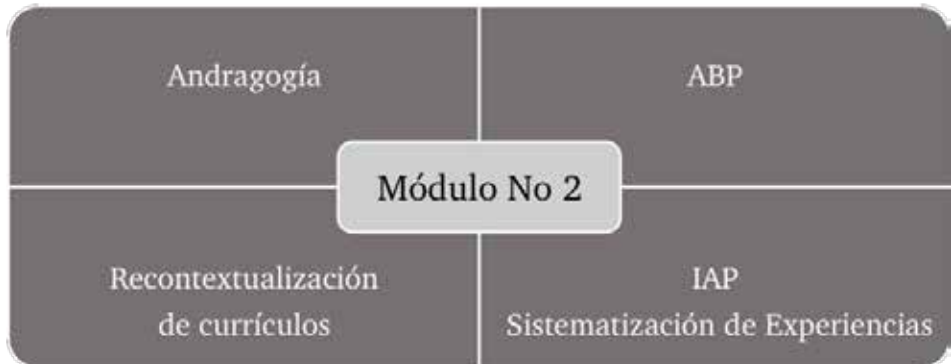 Andragogía
ABP
Módulo No 2
Recontextualización
de currículos
IAP
Sistematización de Experiencias